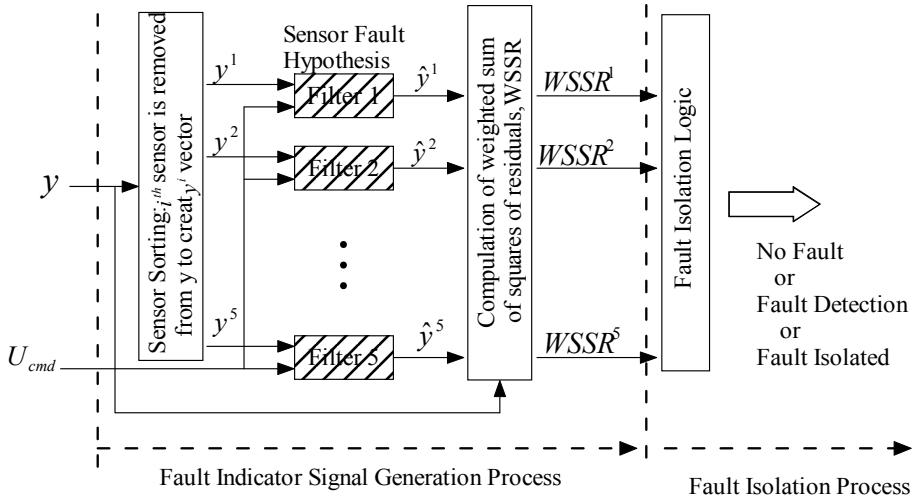 Sensor Fault
Hypothesis
y
U_cmd
Sensor Sorting:i^th sensor is removed
from y to creaty^i vector
y^1
y^2
y^5
Filter 1
Filter 2
Filter 5
ŷ^1
ŷ^2
ŷ^5
Compulation of weighted sum
of squares of residuals,WSSR
WSSR^1
WSSR^2
WSSR^5
Fault Isolation Logic
No Fault
or
Fault Detection
or
Fault Isolated
Fault Indicator Signal Generation Process
Fault Isolation Process